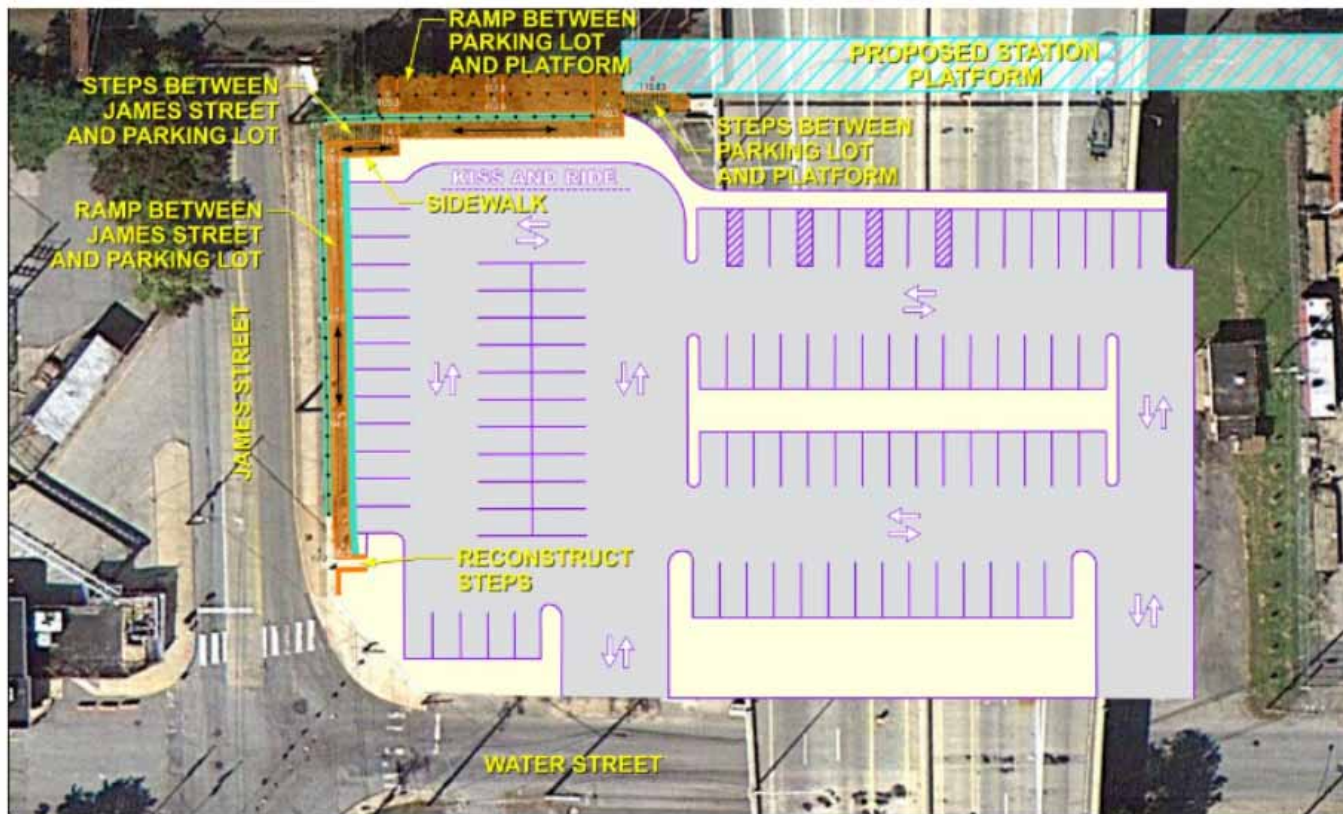 RAMP BETWEEN
PARKING LOT
AND PLATFORM
PROPOSED STATION
PLATFORM
STEPS BETWEEN
JAMES STREET
AND PARKING LOT
STEPS BETWEEN
PARKING LOT
AND PLATFORM
KISS AND RIDE
SIDEWALK
RAMP BETWEEN
JAMES STREET
AND PARKING LOT
JAMES STREET
RECONSTRUCT
STEPS
WATER STREET